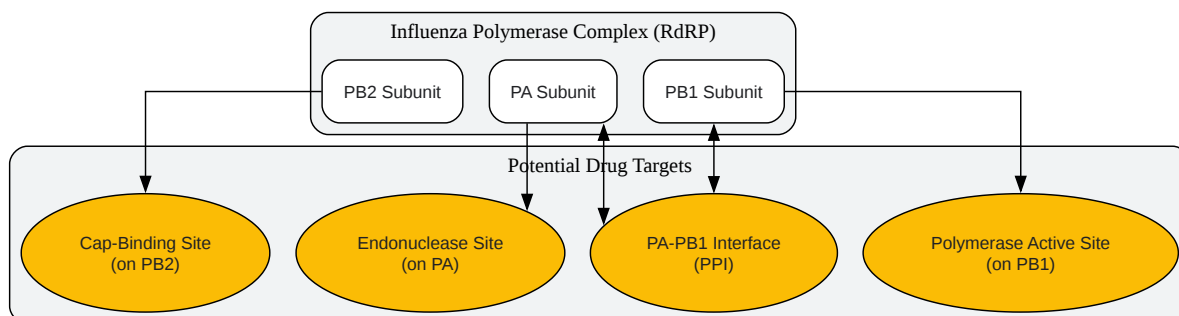 Influenza Polymerase Complex (RdRP)
PB2 Subunit
PA Subunit
PB1 Subunit
Potential Drug Targets
Cap-Binding Site
(on PB2)
Endonuclease Site
(on PA)
PA-PB1 Interface
(PPI)
Polymerase Active Site
(on PB1)